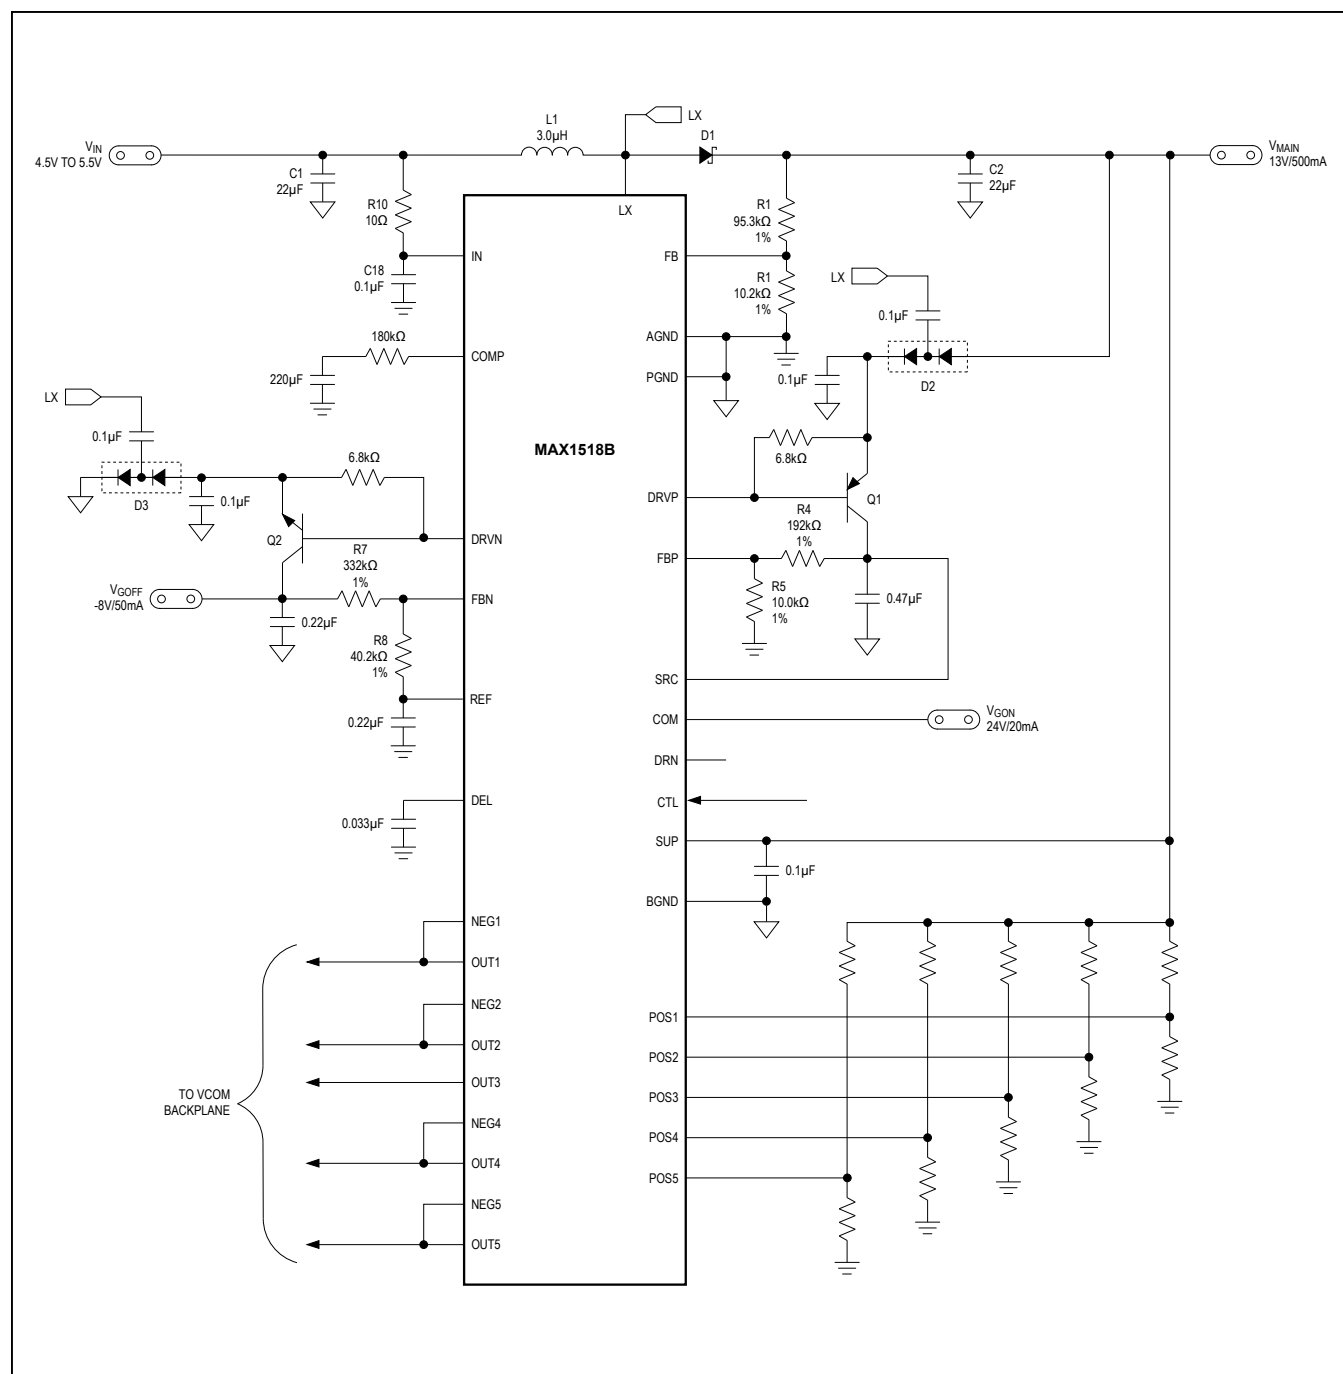 L1
3.0µH
LX
D1
V_IN
4.5V TO 5.5V
V_MAIN
13V/500mA
C1
22µF
C2
22µF
R10
10Ω
LX
R1
95.3kΩ
1%
IN
FB
C18
0.1µF
R1
10.2kΩ
1%
LX
0.1µF
180kΩ
COMP
AGND
220µF
PGND
0.1µF
D2
LX
0.1µF
MAX1518B
6.8kΩ
6.8kΩ
D3
0.1µF
DRVP
Q1
Q2
DRVN
R4
192kΩ
1%
R7
332kΩ
1%
FBP
V_GOFF
-8V/50mA
FBN
R5
10.0kΩ
1%
0.47µF
0.22µF
R8
40.2kΩ
1%
SRC
REF
0.22µF
COM
V_GON
24V/20mA
DRN
DEL
CTL
0.033µF
SUP
0.1µF
BGND
NEG1
OUT1
NEG2
POS1
OUT2
POS2
OUT3
TO VCOM
BACKPLANE
POS3
NEG4
POS4
OUT4
POS5
NEG5
OUT5